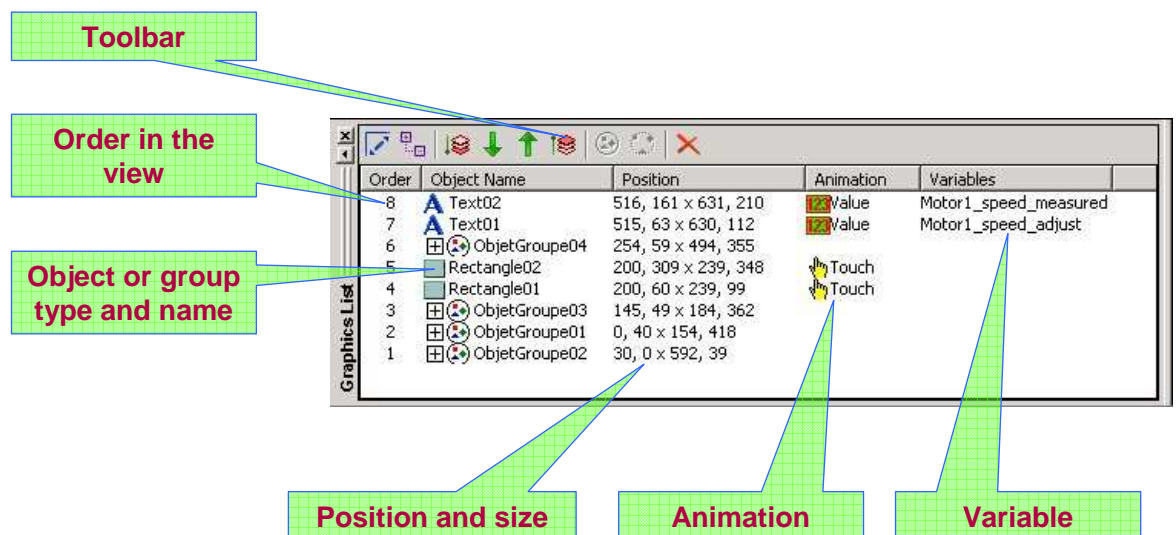 Toolbar
Order in the
view
Object or group
type and name
Graphics List
Order Object Name Position Animation Variables
8 Text02 516, 161 x 631, 210 123 Value Motor1_speed_measured
7 Text01 515, 63 x 630, 112 123 Value Motor1_speed_adjust
6 ObjetGroupe04 254, 59 x 494, 355
5 Rectangle02 200, 309 x 239, 348 Touch
4 Rectangle01 200, 60 x 239, 99 Touch
3 ObjetGroupe03 145, 49 x 184, 362
2 ObjetGroupe01 0, 40 x 154, 418
1 ObjetGroupe02 30, 0 x 592, 39
Position and size
Animation
Variable